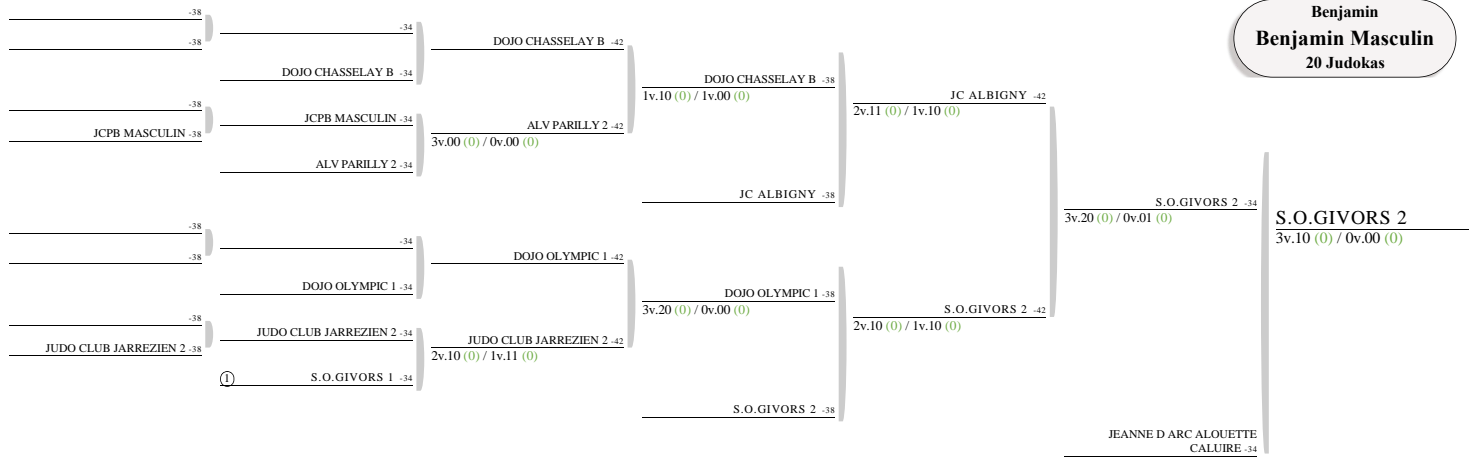 Benjamin
Benjamin Masculin
20 Judokas
-38
-38
-38
JCPB MASCULIN -38
-38
-38
-38
JUDO CLUB JARREZIEN 2 -38
-34
DOJO CHASSELAY B -34
JCPB MASCULIN -34
ALV PARILLY 2 -34
-34
DOJO OLYMPIC 1 -34
JUDO CLUB JARREZIEN 2 -34
1 S.O.GIVORS 1 -34
DOJO CHASSELAY B -42
ALV PARILLY 2 -42
3v.00 (0) / 0v.00 (0)
DOJO OLYMPIC 1 -42
JUDO CLUB JARREZIEN 2 -42
2v.10 (0) / 1v.11 (0)
DOJO CHASSELAY B -38
1v.10 (0) / 1v.00 (0)
JC ALBIGNY -38
DOJO OLYMPIC 1 -38
3v.20 (0) / 0v.00 (0)
S.O.GIVORS 2 -38
JC ALBIGNY -42
2v.11 (0) / 1v.10 (0)
S.O.GIVORS 2 -42
2v.10 (0) / 1v.10 (0)
S.O.GIVORS 2 -34
3v.20 (0) / 0v.01 (0)
JEANNE D ARC ALOUETTE
CALUIRE -34
S.O.GIVORS 2
3v.10 (0) / 0v.00 (0)